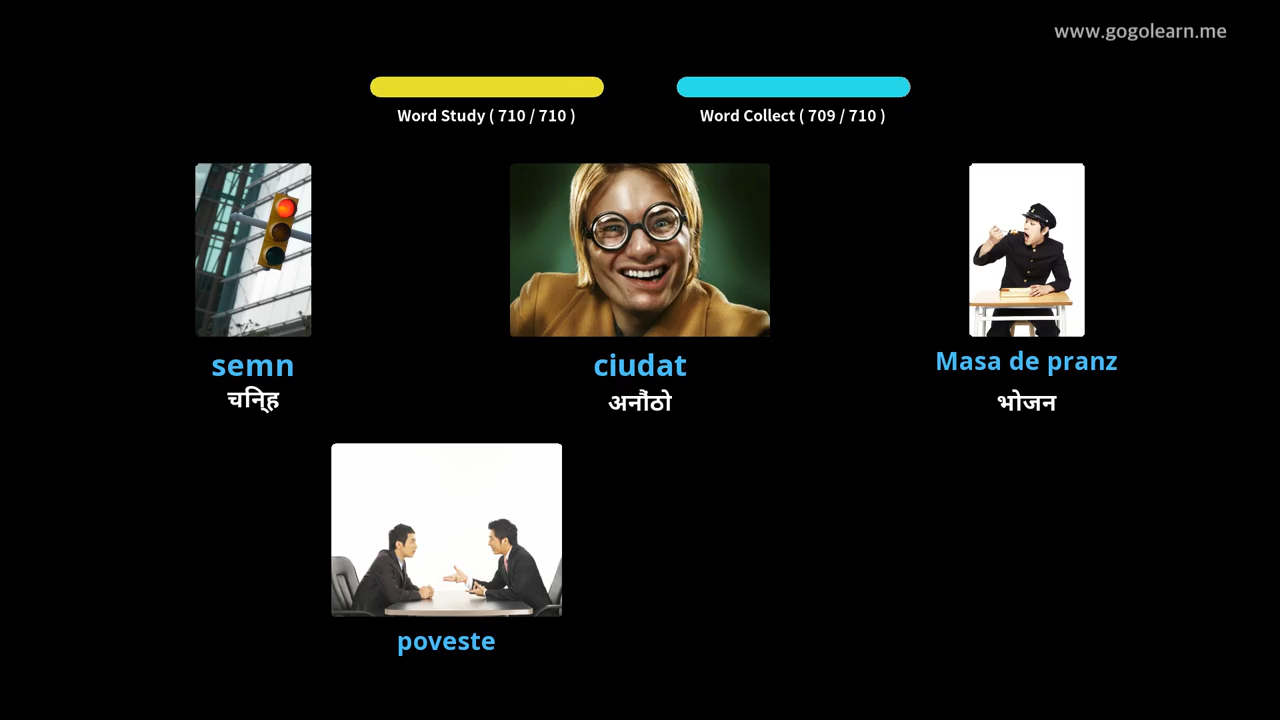 www.gogolearn.me
Word Study ( 710 / 710 )
Word Collect ( 709 / 710 )
semn
ciudat
Masa de pranz
चिन्ह
अनौंठो
भोजन
poveste